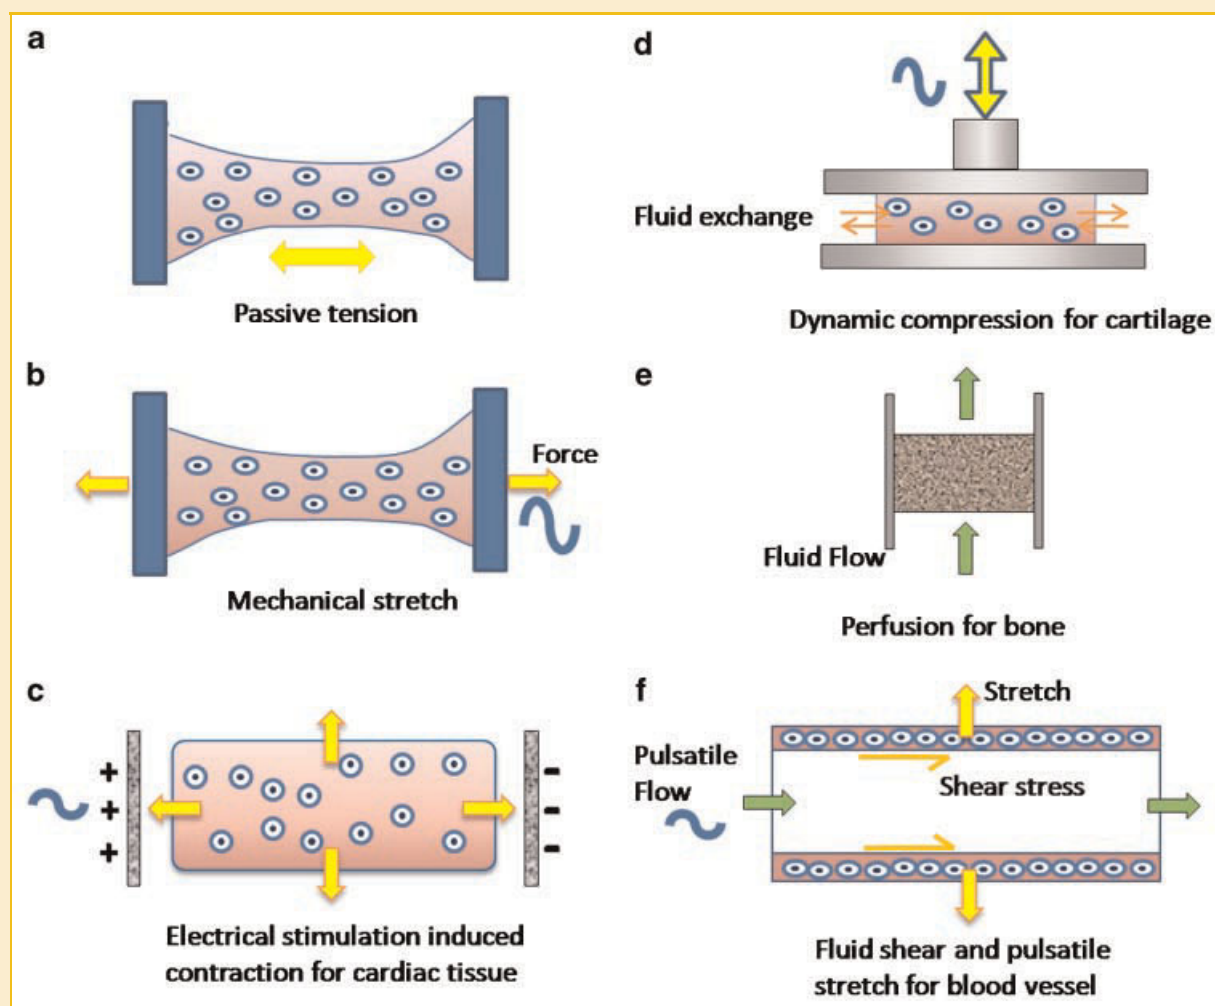 a
Passive tension
b
Force
Mechanical stretch
c
+ -
+ -
+ -
Electrical stimulation induced
contraction for cardiac tissue
d
Fluid exchange
Dynamic compression for cartilage
e
Fluid Flow
Perfusion for bone
f
Stretch
Pulsatile
Flow
Shear stress
Fluid shear and pulsatile
stretch for blood vessel